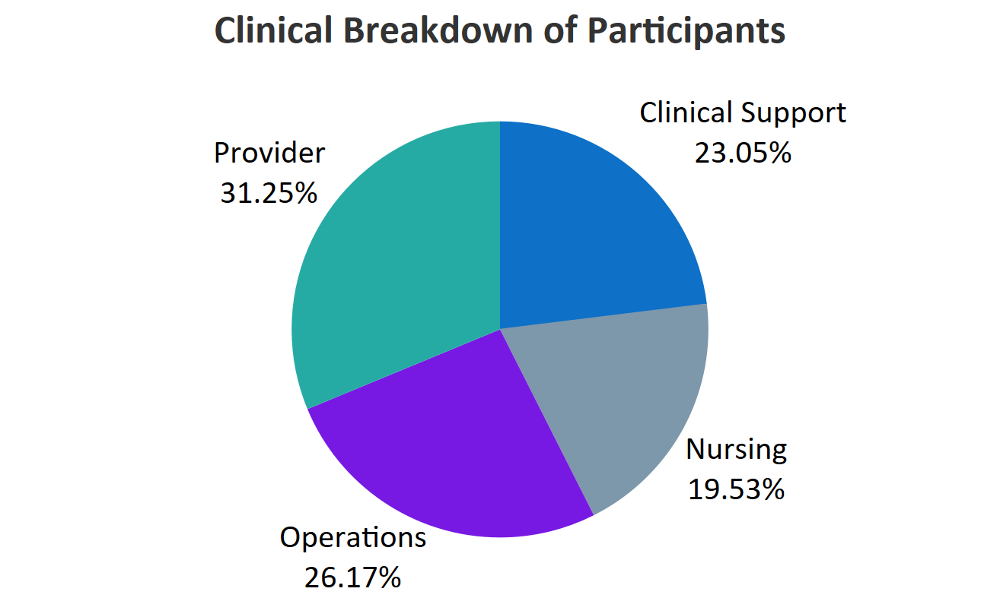 Clinical Breakdown of Participants
Clinical Support
23.05%
Provider
31.25%
Nursing
19.53%
Operations
26.17%